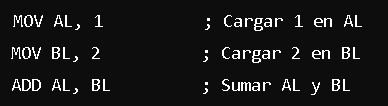 MOV AL, 1 ; Cargar 1 en AL
MOV BL, 2 ; Cargar 2 en BL
ADD AL, BL ; Sumar AL y BL